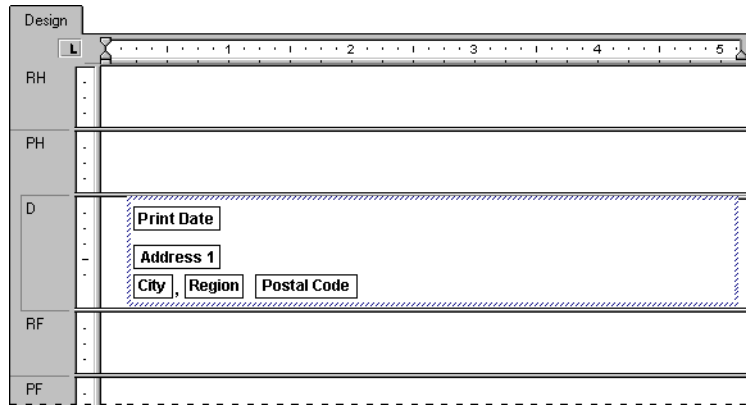 Design
L 1 2 3 4 5
RH
PH
D
Print Date
Address 1
City , Region Postal Code
RF
PF